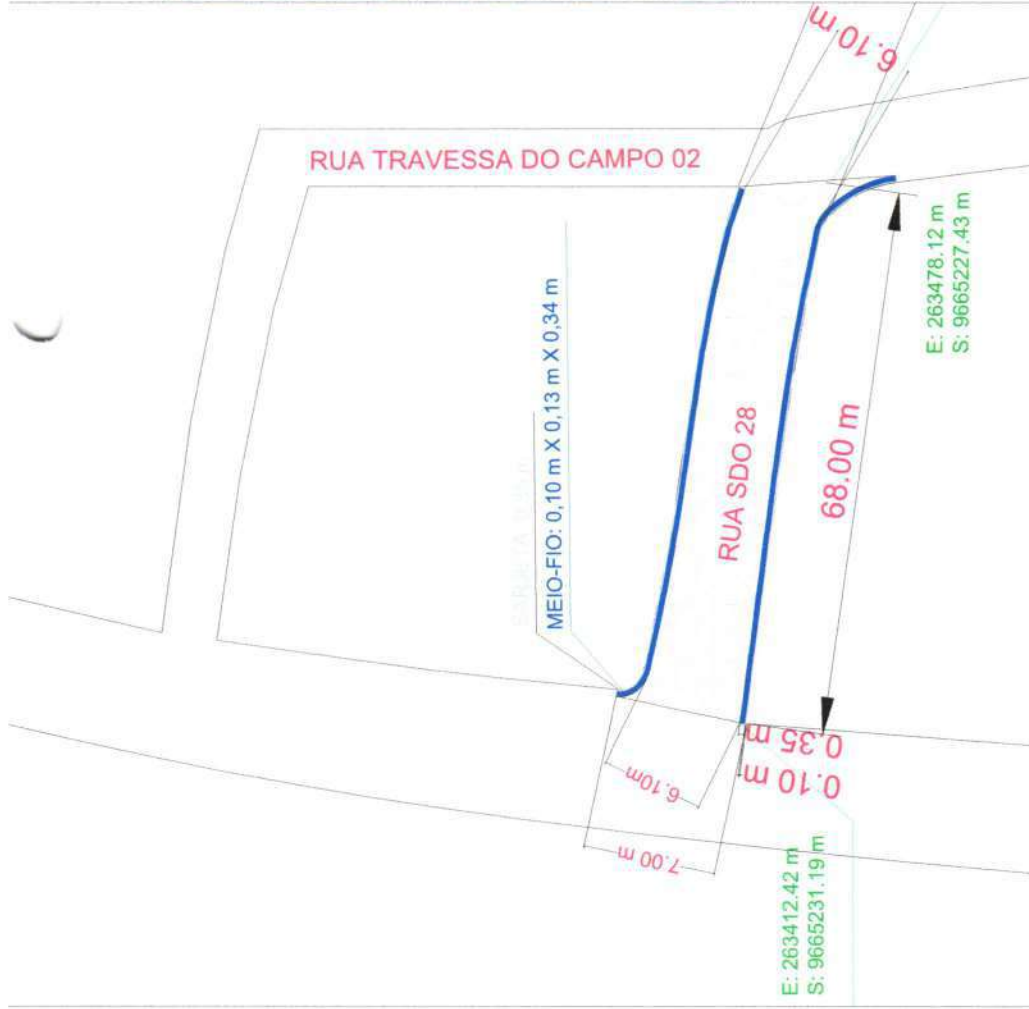 6.10 m
RUA TRAVESSA DO CAMPO 02
E: 263478.12 m
S: 9665227.43 m
MEIO-FIO: 0,10 m X 0,13 m X 0,34 m
RUA SDO 28
68.00 m
0.35 m
0.10 m
6.10m
7.00 m
E: 263412.42 m
S: 9665231.19 m